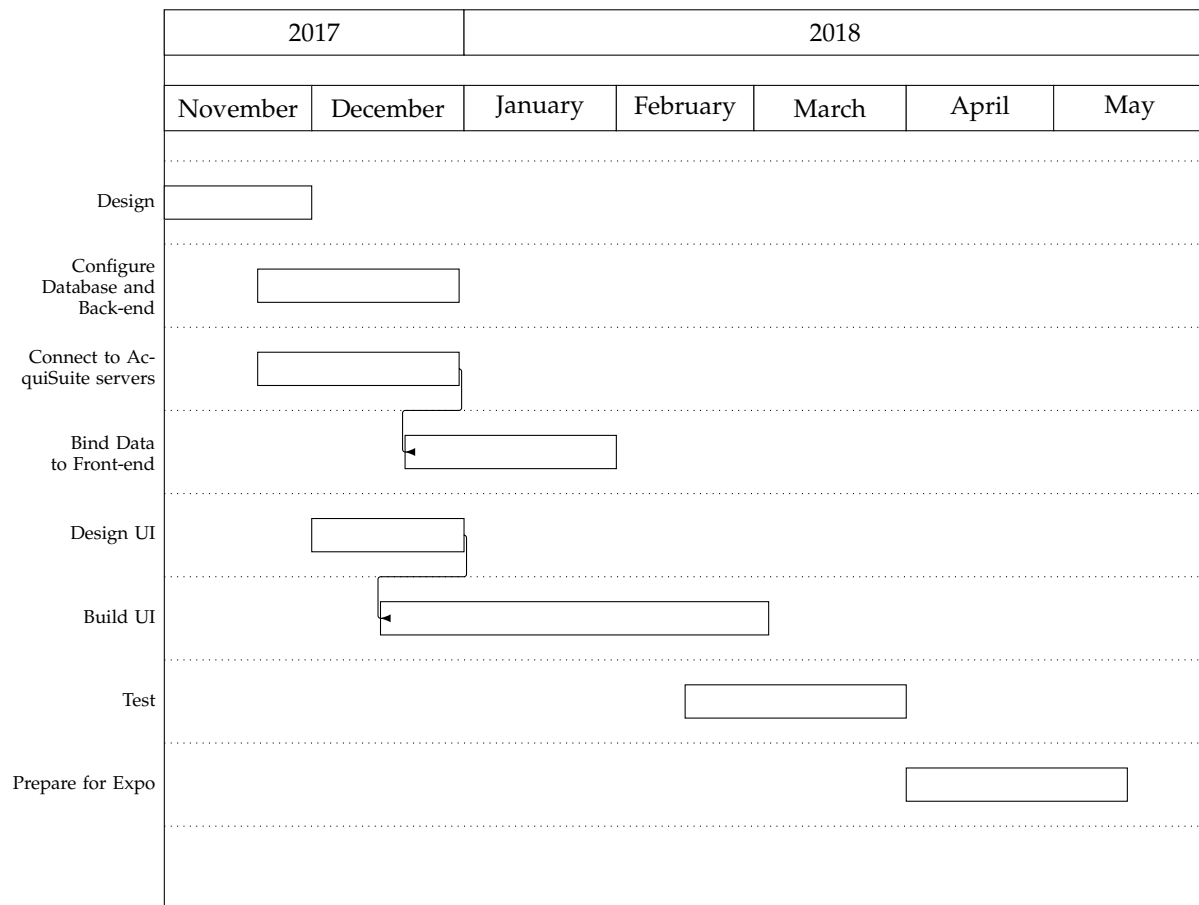 2017 2018
November December January February March April May
Design
Configure
Database and
Back-end
Connect to Ac-
quiSuite servers
Bind Data
to Front-end
Design UI
Build UI
Test
Prepare for Expo